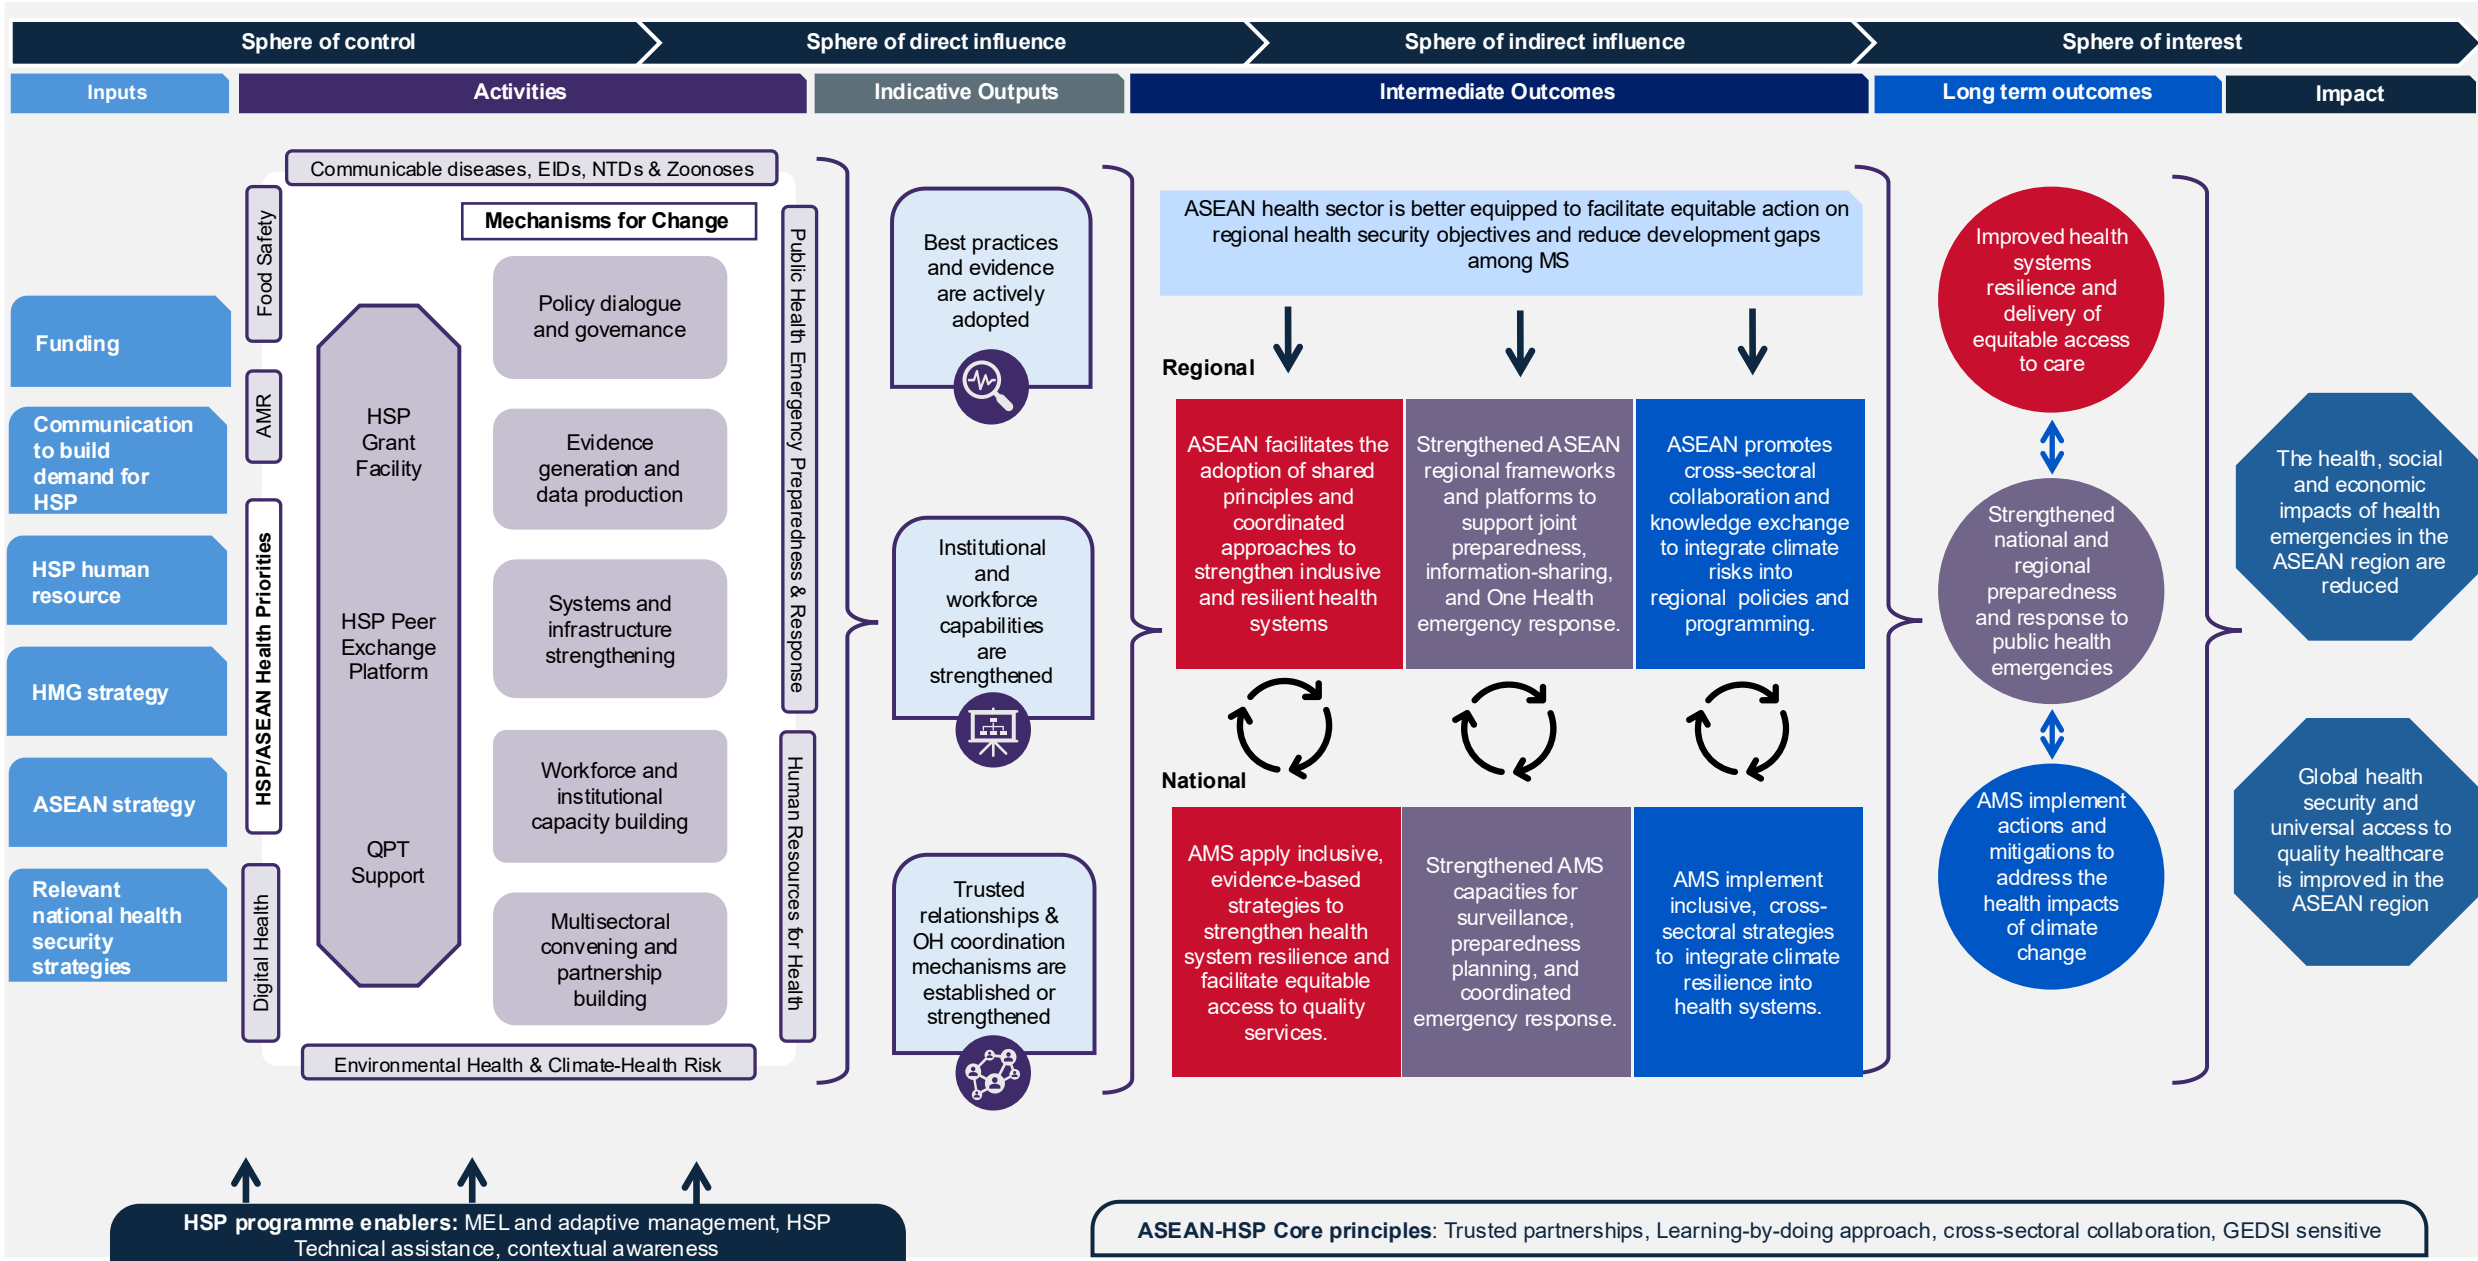 Sphere of control
Sphere of direct influence
Sphere of indirect influence
Sphere of interest
Inputs
Activities
Indicative Outputs
Intermediate Outcomes
Long term outcomes
Impact
Funding
Communication
to build
demand for
HSP
HSP human
resource
HMG strategy
ASEAN strategy
Relevant
national health
security
strategies
Communicable diseases, EIDs, NTDs & Zoonoses
Food Safety
AMR
HSP/ASEAN Health Priorities
Digital Health
Environmental Health & Climate-Health Risk
Public Health Emergency Preparedness & Response
Human Resources for Health
HSP
Grant
Facility
HSP Peer
Exchange
Platform
QPT
Support
Mechanisms for Change
Policy dialogue
and governance
Evidence
generation and
data production
Systems and
infrastructure
strengthening
Workforce and
institutional
capacity building
Multisectoral
convening and
partnership
building
Best practices
and evidence
are actively
adopted
Institutional
and
workforce
capabilities
are
strengthened
Trusted
relationships &
OH coordination
mechanisms are
established or
strengthened
ASEAN health sector is better equipped to facilitate equitable action on
regional health security objectives and reduce development gaps
among MS
Regional
ASEAN facilitates the
adoption of shared
principles and
coordinated
approaches to
strengthen inclusive
and resilient health
systems
Strengthened ASEAN
regional frameworks
and platforms to
support joint
preparedness,
information-sharing,
and One Health
emergency response.
ASEAN promotes
cross-sectoral
collaboration and
knowledge exchange
to integrate climate
risks into
regional policies and
programming.
National
AMS apply inclusive,
evidence-based
strategies to
strengthen health
system resilience and
facilitate equitable
access to quality
services.
Strengthened AMS
capacities for
surveillance,
preparedness
planning, and
coordinated
emergency response.
AMS implement
inclusive, cross-
sectoral strategies
to integrate climate
resilience into
health systems.
Improved health
systems
resilience and
delivery of
equitable access
to care
Strengthened
national and
regional
preparedness
and response to
public health
emergencies
AMS implement
actions and
mitigations to
address the
health impacts
of climate
change
The health, social
and economic
impacts of health
emergencies in the
ASEAN region are
reduced
Global health
security and
universal access to
quality healthcare
is improved in the
ASEAN region
HSP programme enablers: MEL and adaptive management, HSP
Technical assistance, contextual awareness
ASEAN-HSP Core principles: Trusted partnerships, Learning-by-doing approach, cross-sectoral collaboration, GEDSI sensitive